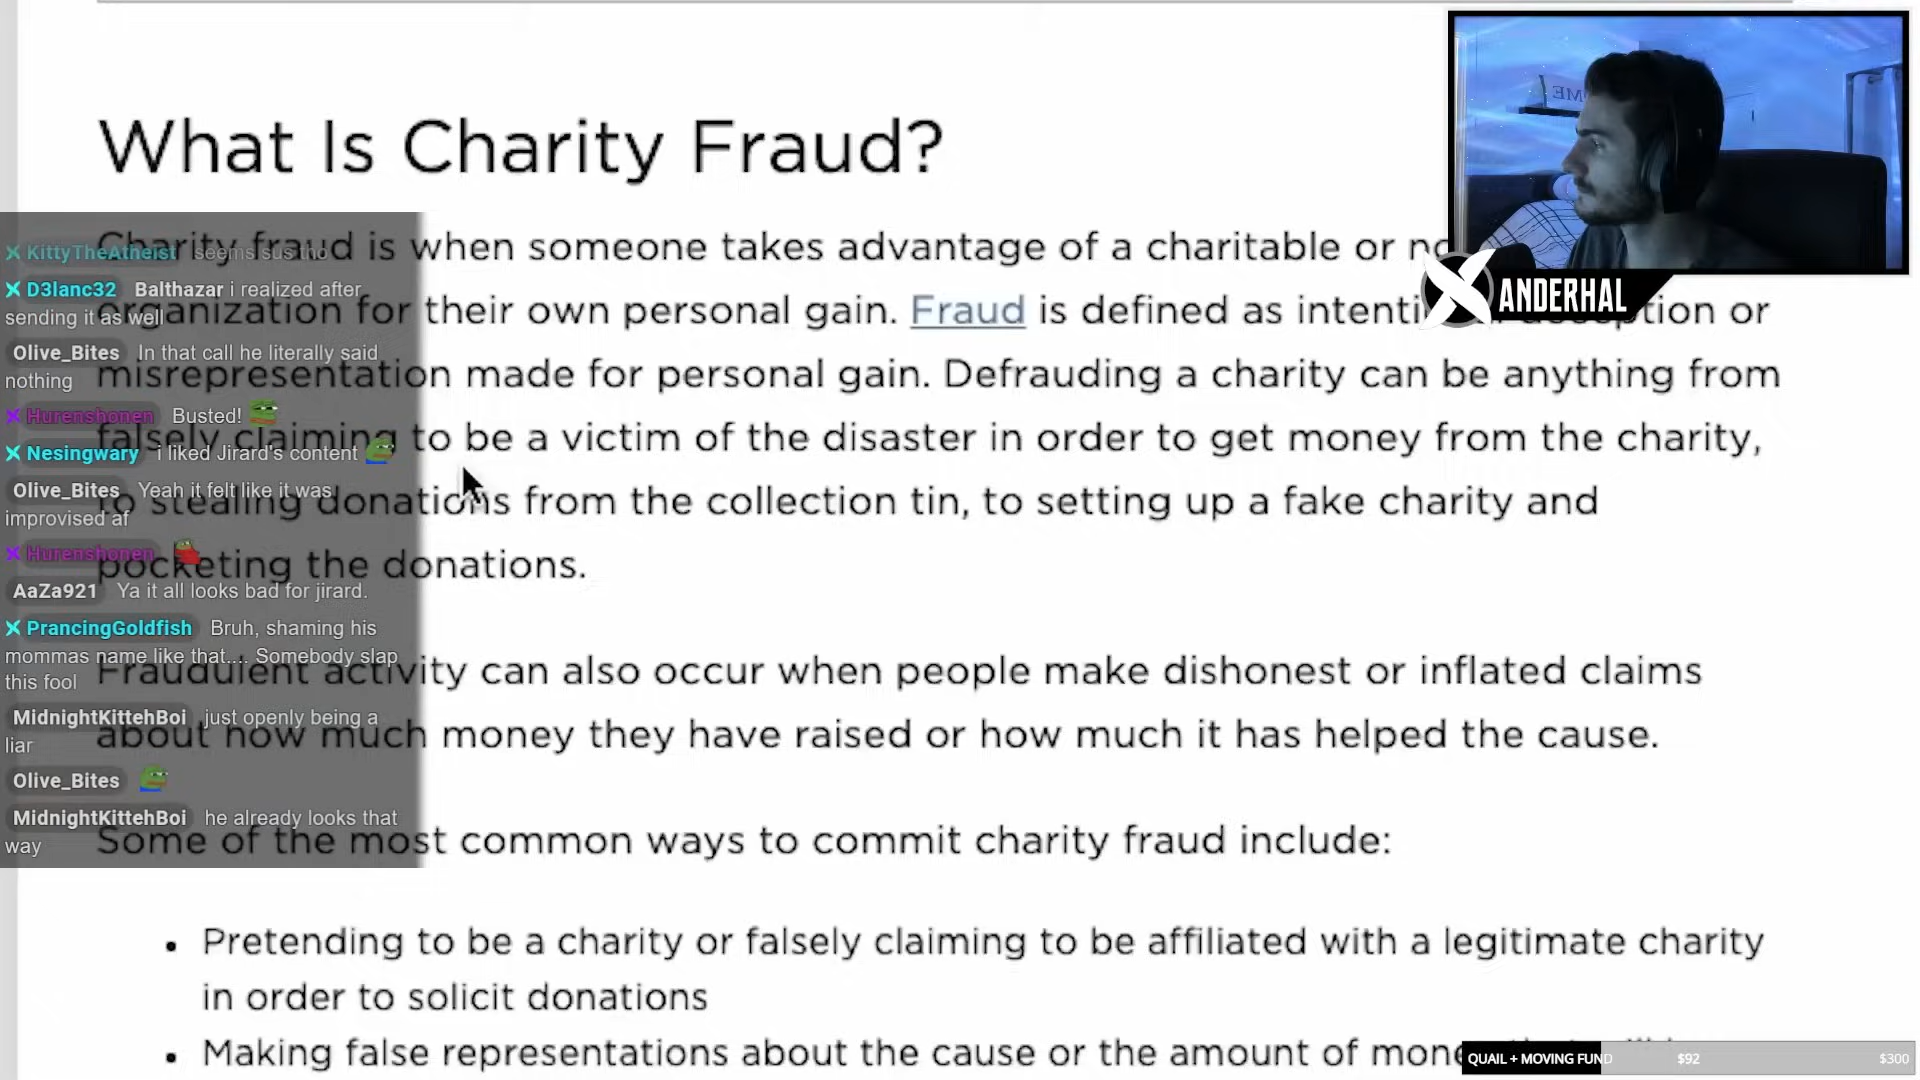 What Is Charity Fraud?
Charity fraud is when someone takes advantage of a charitable or
organization for their own personal gain. Fraud is defined as
misrepresentation made for personal gain. Defrauding a charity can be anything from
falsely claiming to be a victim of the disaster in order to get money from the charity,
to stealing donations from the collection tin, to setting up a fake charity and
pocketing the donations.
Fraudulent activity can also occur when people make dishonest or inflated claims
about how much money they have raised or how much it has helped the cause.
Some of the most common ways to commit charity fraud include:
• Pretending to be a charity or falsely claiming to be affiliated with a legitimate charity
in order to solicit donations
• Making false representations about the cause or the amount of
KittyTheAtheist seems sus tho
D3lanc32 Balthazar i realized after
sending it as well
Olive_Bites In that call he literally said
nothing
Hurenshonen Busted!
Nesingwary i liked Jirard's content
Olive_Bites Yeah it felt like it was
improvised af
Hurenshonen
AaZa921 Ya it all looks bad for jirard.
PrancingGoldfish Bruh, shaming his
mommas name like that.... Somebody slap
this fool
MidnightKittehBoi just openly being a
liar
Olive_Bites
MidnightKittehBoi he already looks that
way
XANDERHAL
QUAIL + MOVING FUND $92 $300